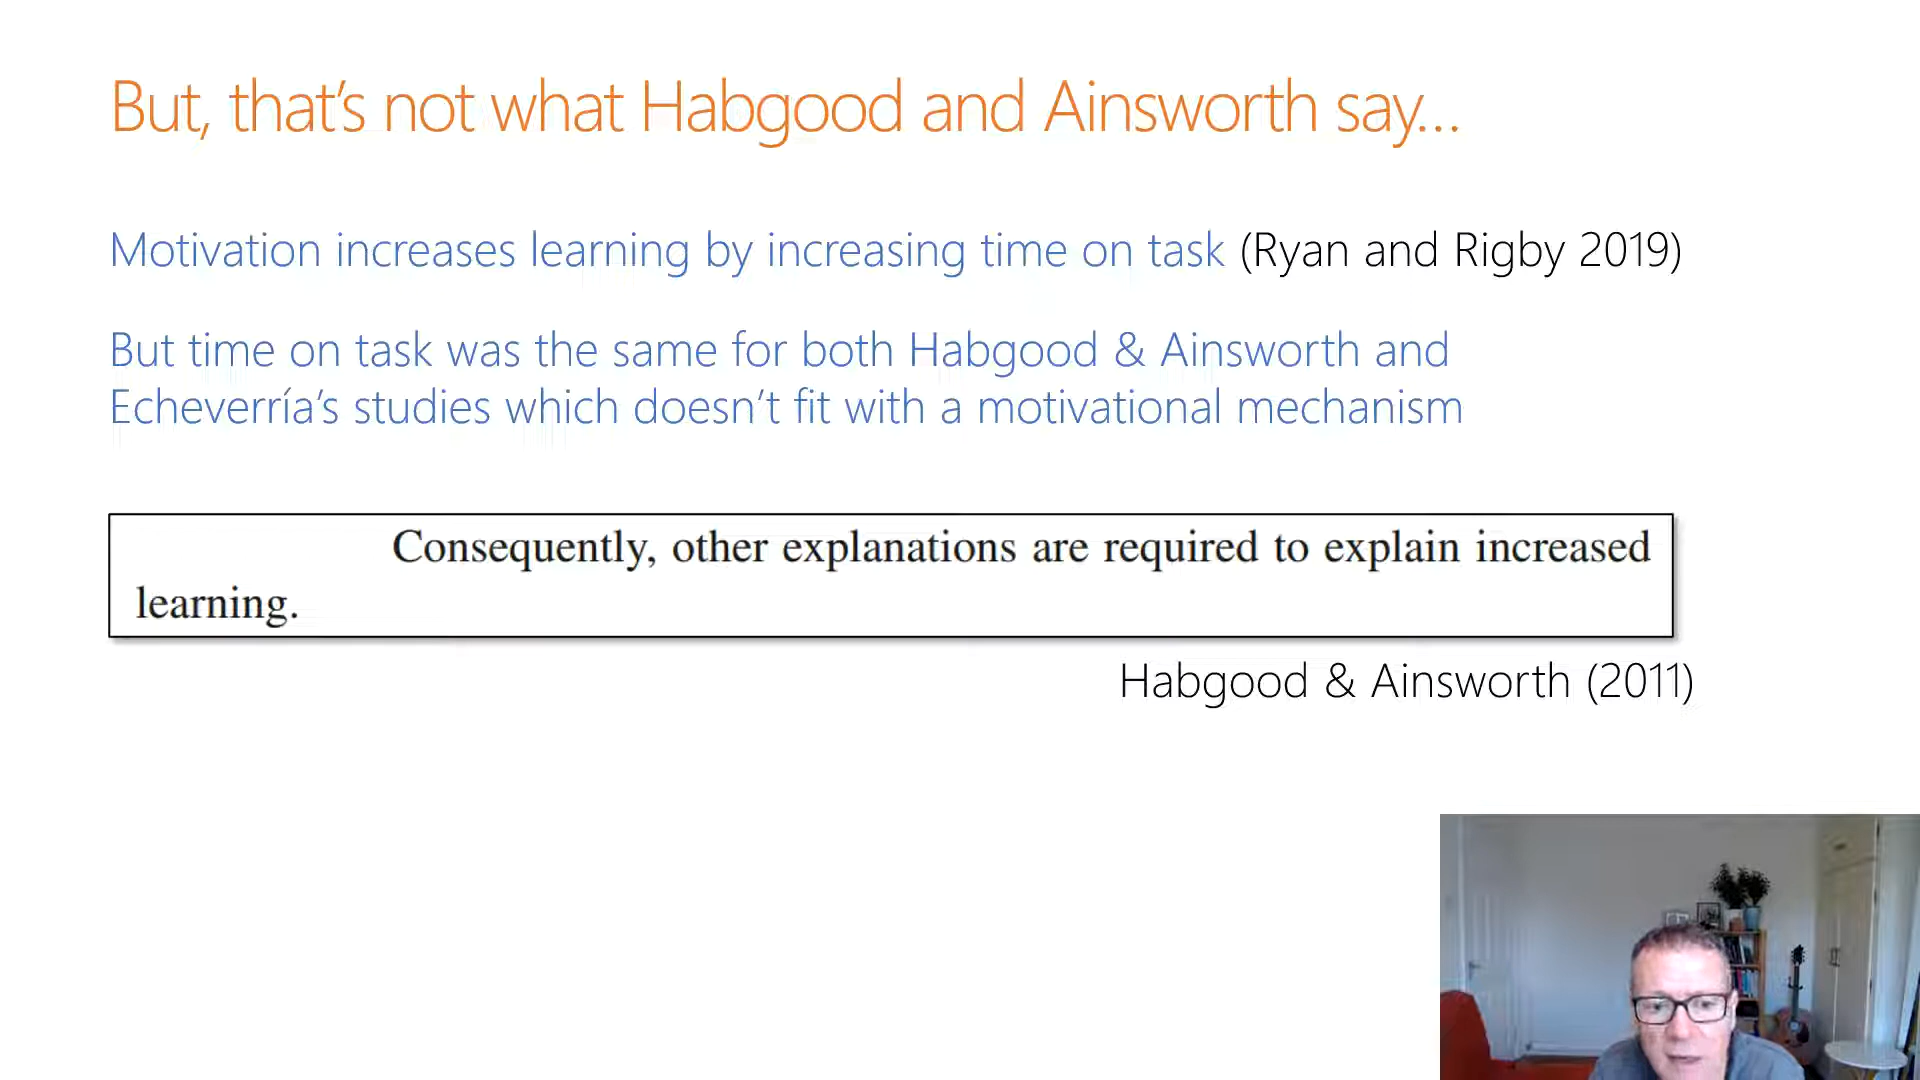 But, that’s not what Habgood and Ainsworth say…
Motivation increases learning by increasing time on task (Ryan and Rigby 2019)
But time on task was the same for both Habgood & Ainsworth and
Echeverría’s studies which doesn’t fit with a motivational mechanism
Consequently, other explanations are required to explain increased
learning.
Habgood & Ainsworth (2011)